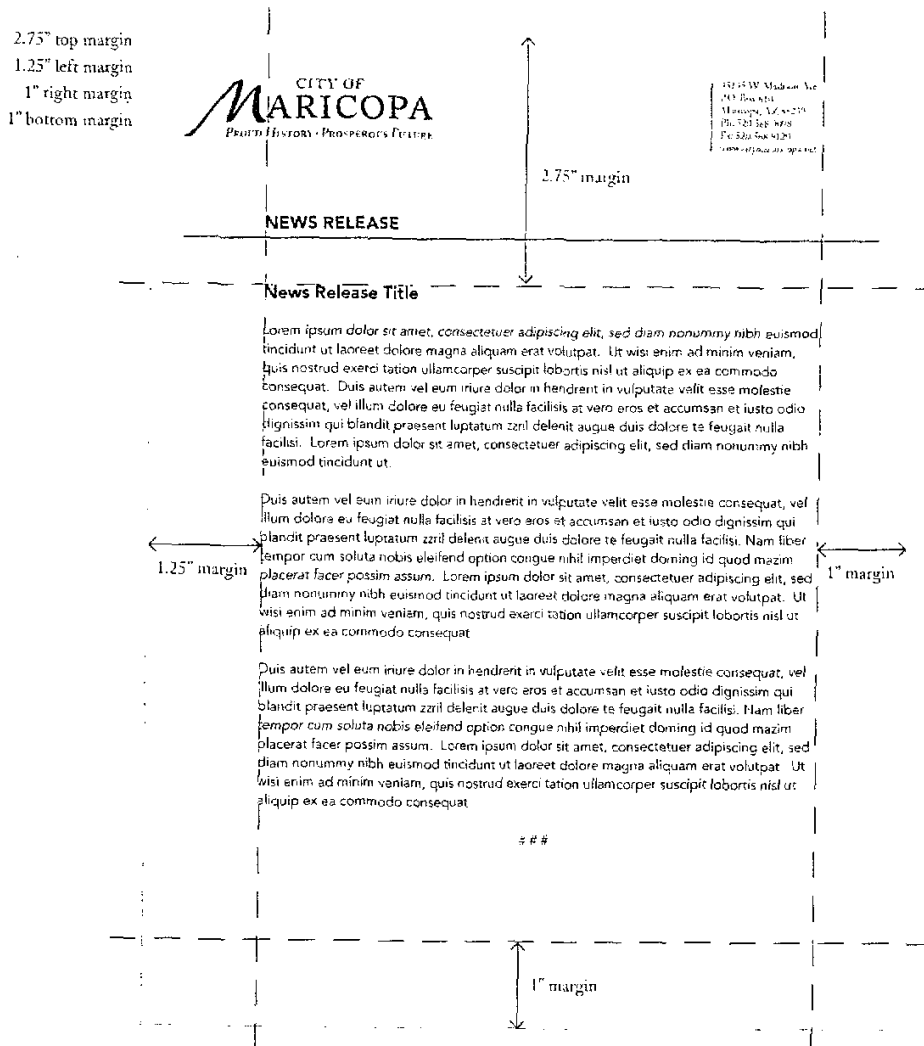 2.75" top margin
1.25" left margin
1" right margin
1" bottom margin
CITY OF
MARICOPA
PROUD HISTORY · PROSPEROUS FUTURE
W. Madison Ave
Maricopa, AZ
2.75" margin
NEWS RELEASE
News Release Title
Lorem ipsum dolor sit amet, consectetuer adipiscing elit, sed diam nonummy nibh euismod
tincidunt ut laoreet dolore magna aliquam erat volutpat. Ut wisi enim ad minim veniam,
quis nostrud exerci tation ullamcorper suscipit lobortis nisl ut aliquip ex ea commodo
consequat. Duis autem vel eum iriure dolor in hendrerit in vulputate velit esse molestie
consequat, vel illum dolore eu feugiat nulla facilisis at vero eros et accumsan et iusto odio
dignissim qui blandit praesent luptatum zzril delenit augue duis dolore te feugait nulla
facilisi. Lorem ipsum dolor sit amet, consectetuer adipiscing elit, sed diam nonummy nibh
euismod tincidunt ut.
Duis autem vel eum iriure dolor in hendrerit in vulputate velit esse molestie consequat, vel
illum dolore eu feugiat nulla facilisis at vero eros et accumsan et iusto odio dignissim qui
blandit praesent luptatum zzril delenit augue duis dolore te feugait nulla facilisi. Nam liber
tempor cum soluta nobis eleifend option congue nihil imperdiet doming id quod mazim
placerat facer possim assum. Lorem ipsum dolor sit amet, consectetuer adipiscing elit, sed
diam nonummy nibh euismod tincidunt ut laoreet dolore magna aliquam erat volutpat. Ut
wisi enim ad minim veniam, quis nostrud exerci tation ullamcorper suscipit lobortis nisl ut
aliquip ex ea commodo consequat
1.25" margin
1" margin
Duis autem vel eum iriure dolor in hendrerit in vulputate velit esse molestie consequat, vel
illum dolore eu feugiat nulla facilisis at vero eros et accumsan et iusto odio dignissim qui
blandit praesent luptatum zzril delenit augue duis dolore te feugait nulla facilisi. Nam liber
tempor cum soluta nobis eleifend option congue nihil imperdiet doming id quod mazim
placerat facer possim assum. Lorem ipsum dolor sit amet, consectetuer adipiscing elit, sed
diam nonummy nibh euismod tincidunt ut laoreet dolore magna aliquam erat volutpat Ut
wisi enim ad minim veniam, quis nostrud exerci tation ullamcorper suscipit lobortis nisl ut
aliquip ex ea commodo consequat
# # #
1" margin